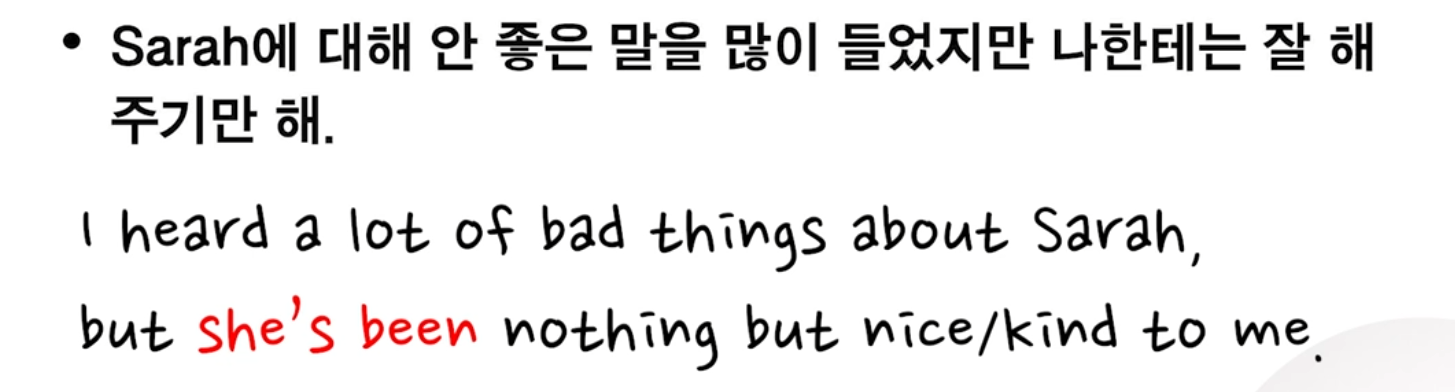 • Sarah에 대해 안 좋은 말을 많이 들었지만 나한테는 잘 해
주기만 해.
I heard a lot of bad things about Sarah,
but she's been nothing but nice/kind to me.